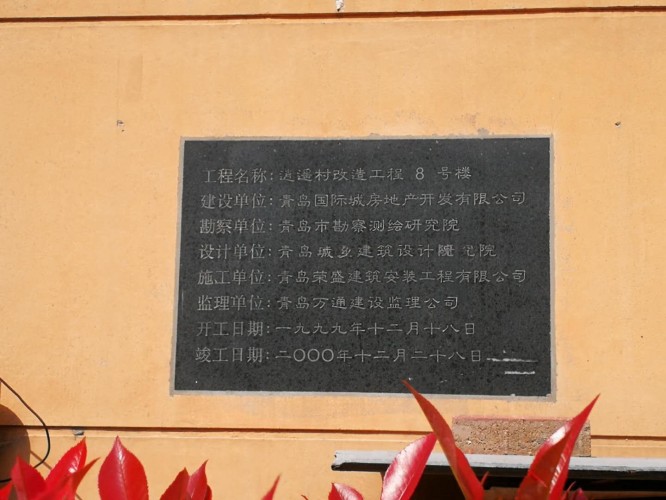 工程名称: 逍遥村改造工程 8 号楼
建设单位: 青岛国际城房地产开发有限公司
勘察单位: 青岛市勘察测绘研究院
设计单位: 青岛城乡建筑设计院
施工单位: 青岛荣盛建筑安装工程有限公司
监理单位: 青岛万通建设监理公司
开工日期: 一九九九年十二月十八日
竣工日期: 二〇〇〇年十二月二十八日